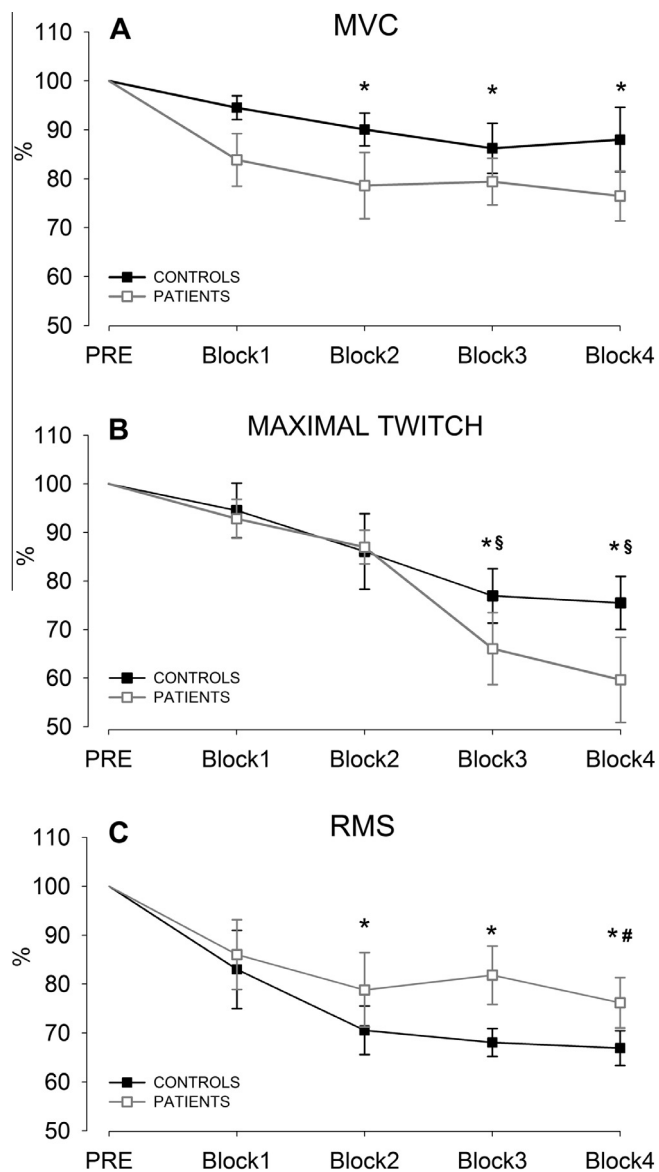 A MVC
110
100
90
80
70
60
50
%
* * *
CONTROLS
PATIENTS
PRE Block1 Block2 Block3 Block4
B MAXIMAL TWITCH
110
100
90
80
70
60
50
%
*§ *§
CONTROLS
PATIENTS
PRE Block1 Block2 Block3 Block4
C RMS
110
100
90
80
70
60
50
%
* * *#
CONTROLS
PATIENTS
PRE Block1 Block2 Block3 Block4